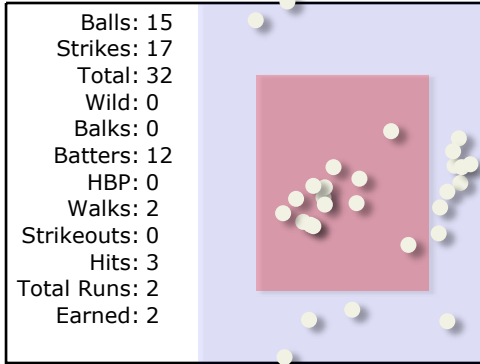 Balls: 15
Strikes: 17
Total: 32
Wild: 0
Balks: 0
Batters: 12
HBP: 0
Walks: 2
Strikeouts: 0
Hits: 3
Total Runs: 2
Earned: 2